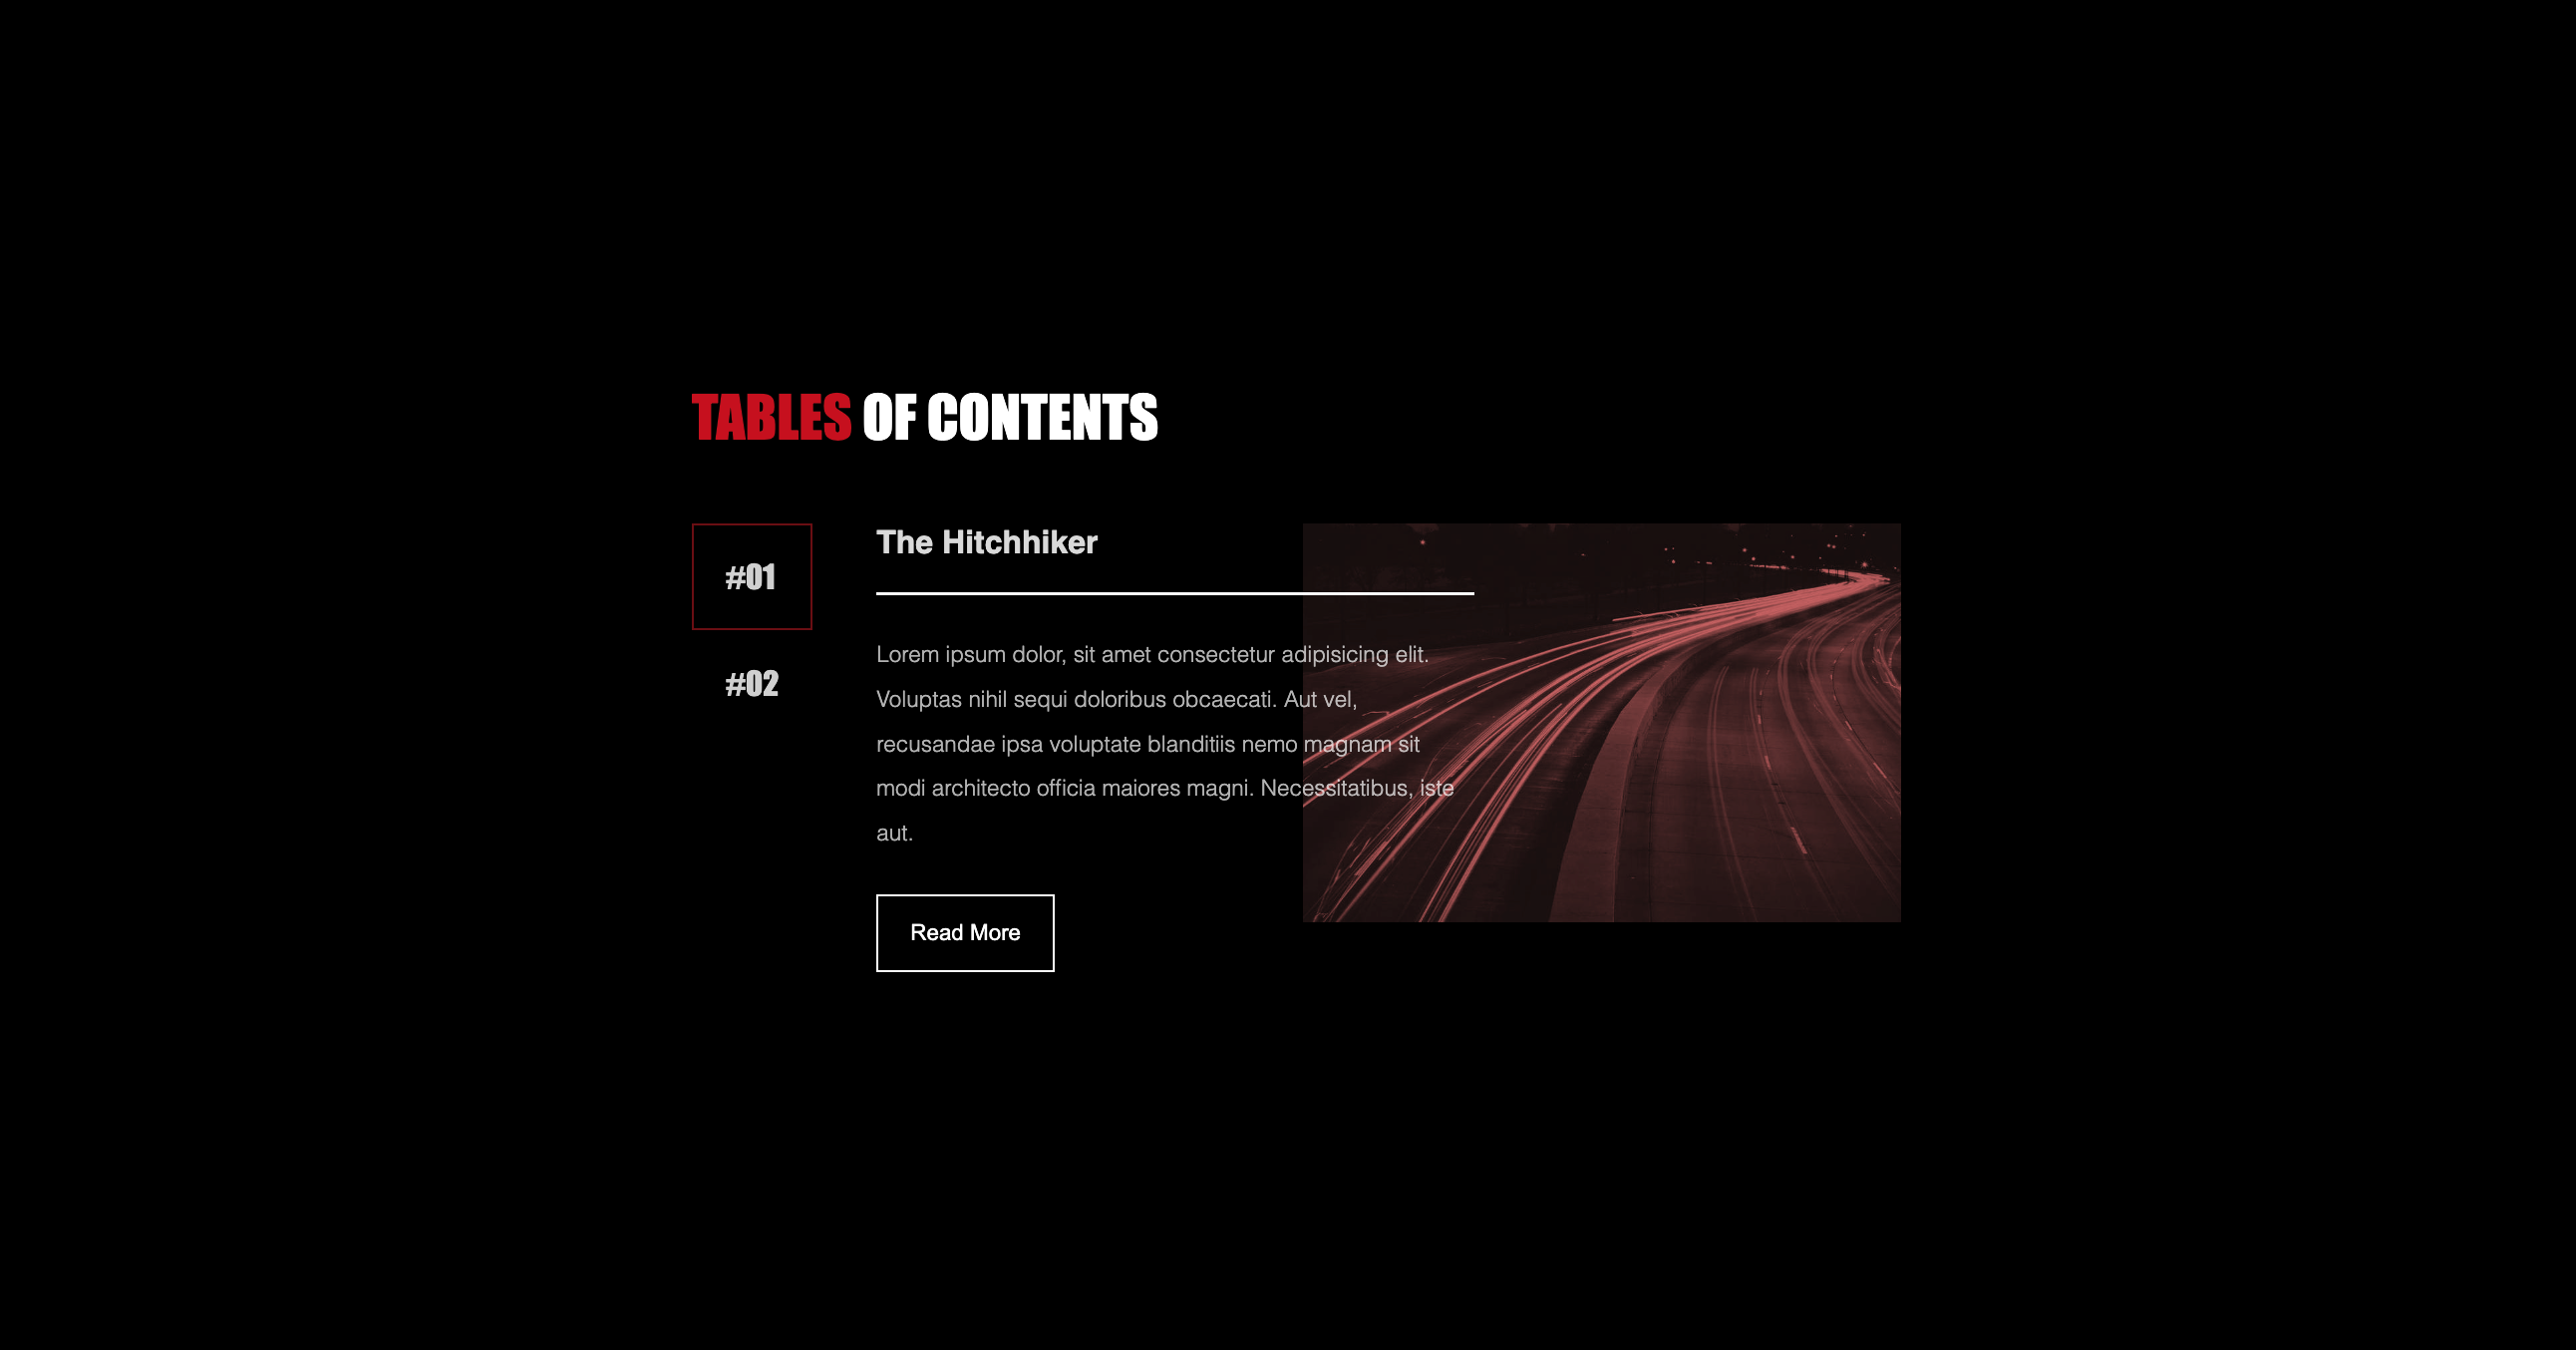 TABLES OF CONTENTS
#01
#02
The Hitchhiker
Lorem ipsum dolor, sit amet consectetur adipisicing elit.
Voluptas nihil sequi doloribus obcaecati. Aut vel,
recusandae ipsa voluptate blanditiis nemo magnam sit
modi architecto officia maiores magni. Necessitatibus, iste
aut.
Read More